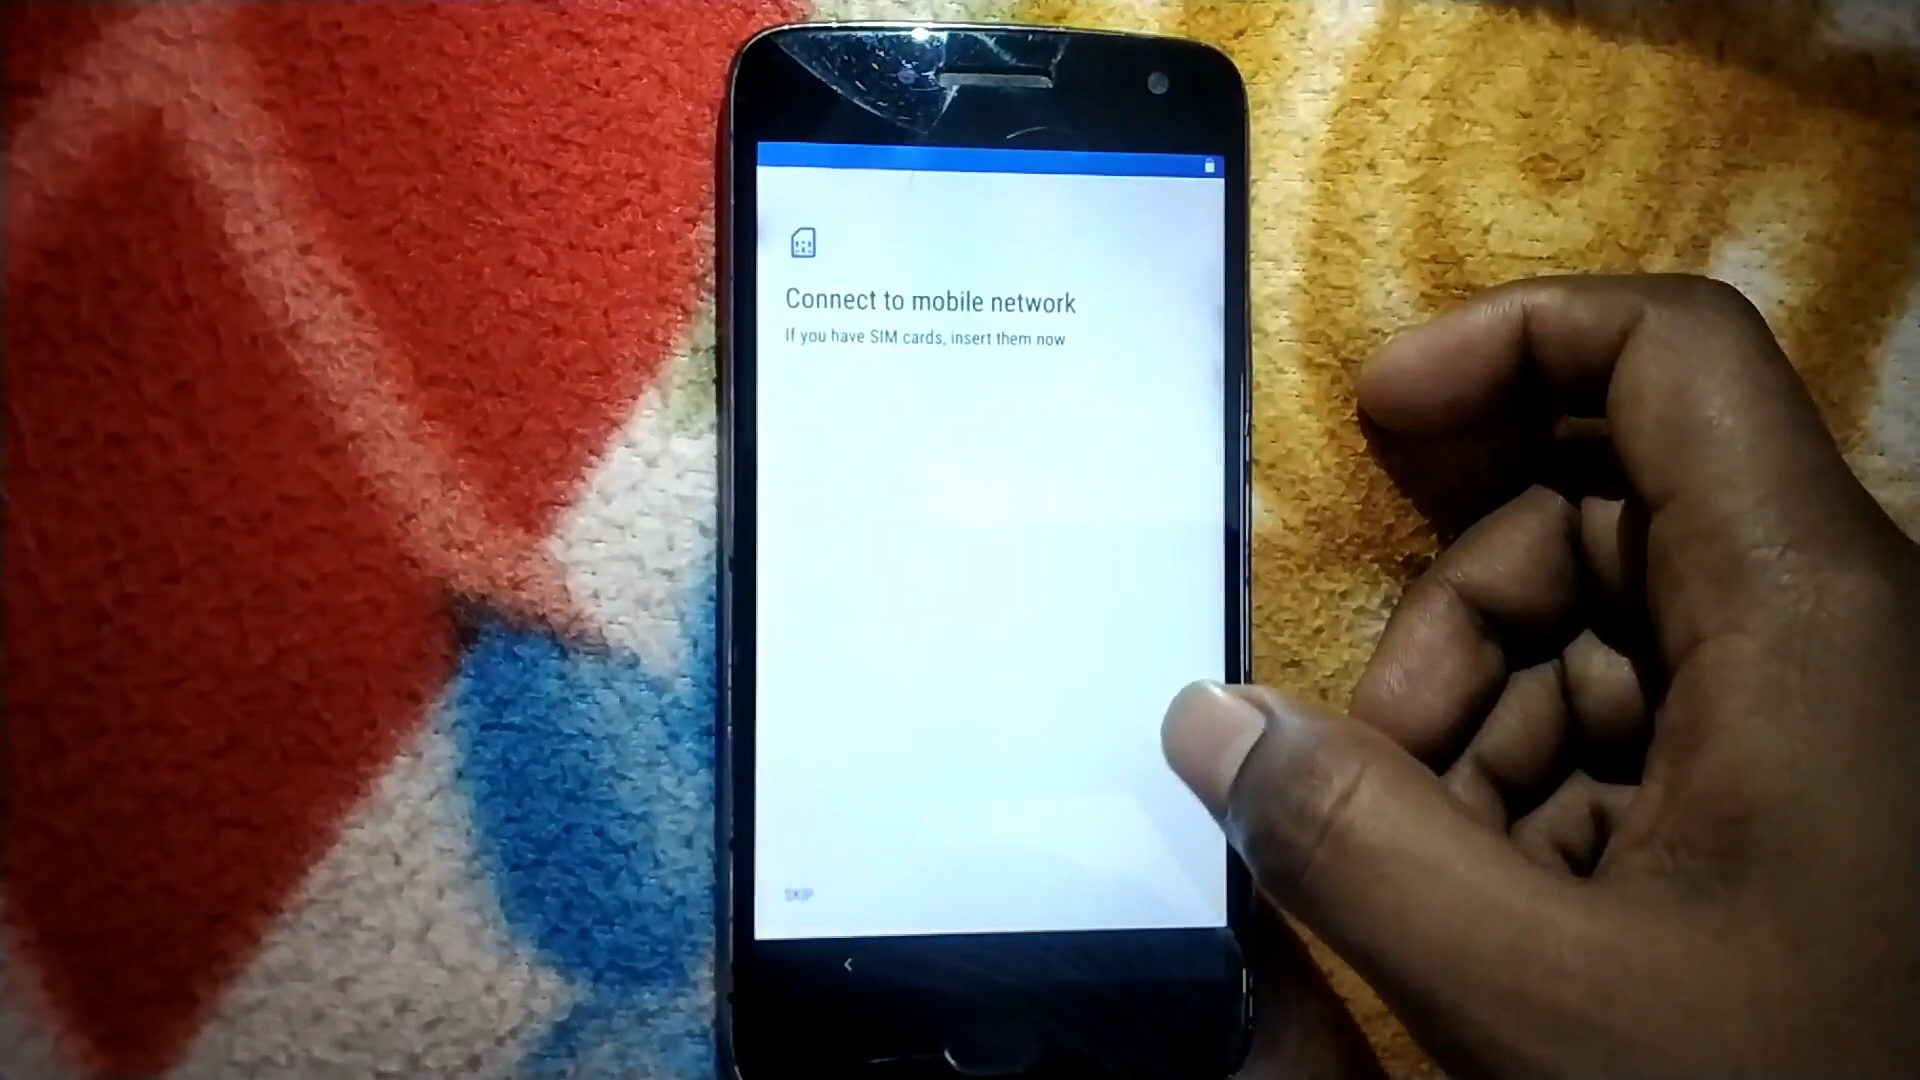 Connect to mobile network
If you have SIM cards, insert them now
SKIP